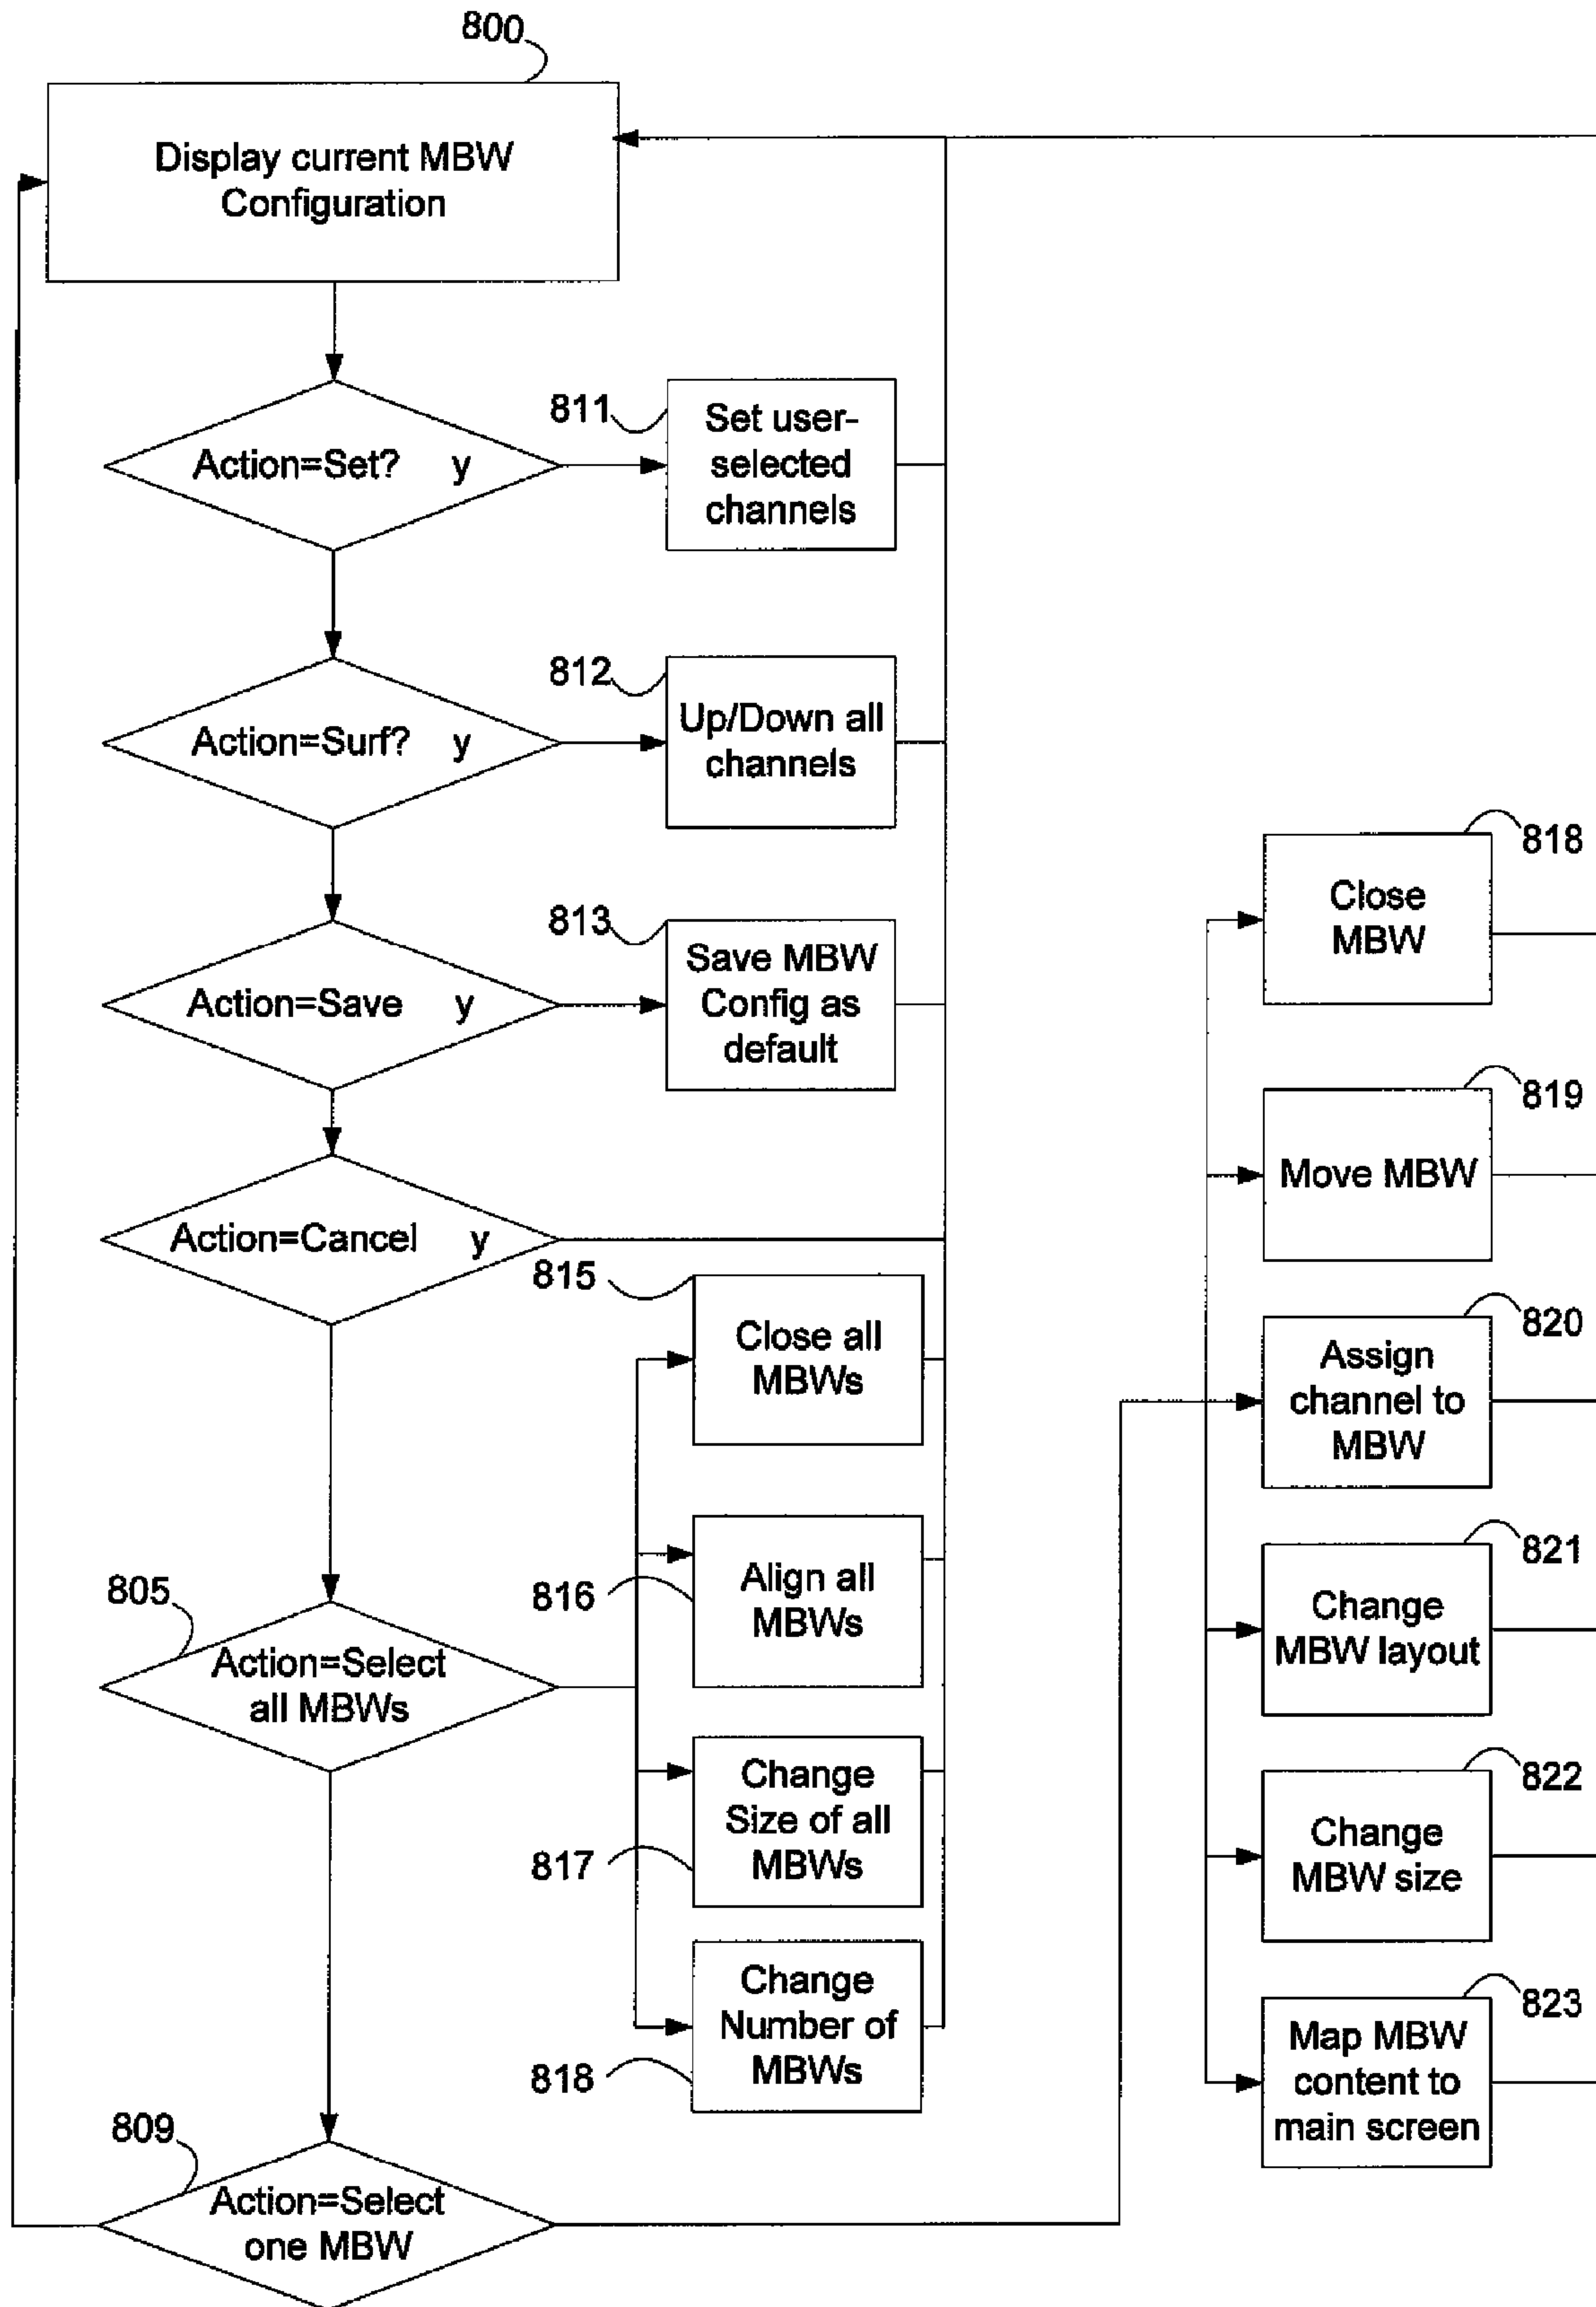 800
Display current MBW
Configuration
Action=Set? y
811
Set user-
selected
channels
Action=Surf? y
812
Up/Down all
channels
Action=Save y
813
Save MBW
Config as
default
Action=Cancel y
805
Action=Select
all MBWs
815
Close all
MBWs
816
Align all
MBWs
817
Change
Size of all
MBWs
818
Change
Number of
MBWs
809
Action=Select
one MBW
818
Close
MBW
819
Move MBW
820
Assign
channel to
MBW
821
Change
MBW layout
822
Change
MBW size
823
Map MBW
content to
main screen